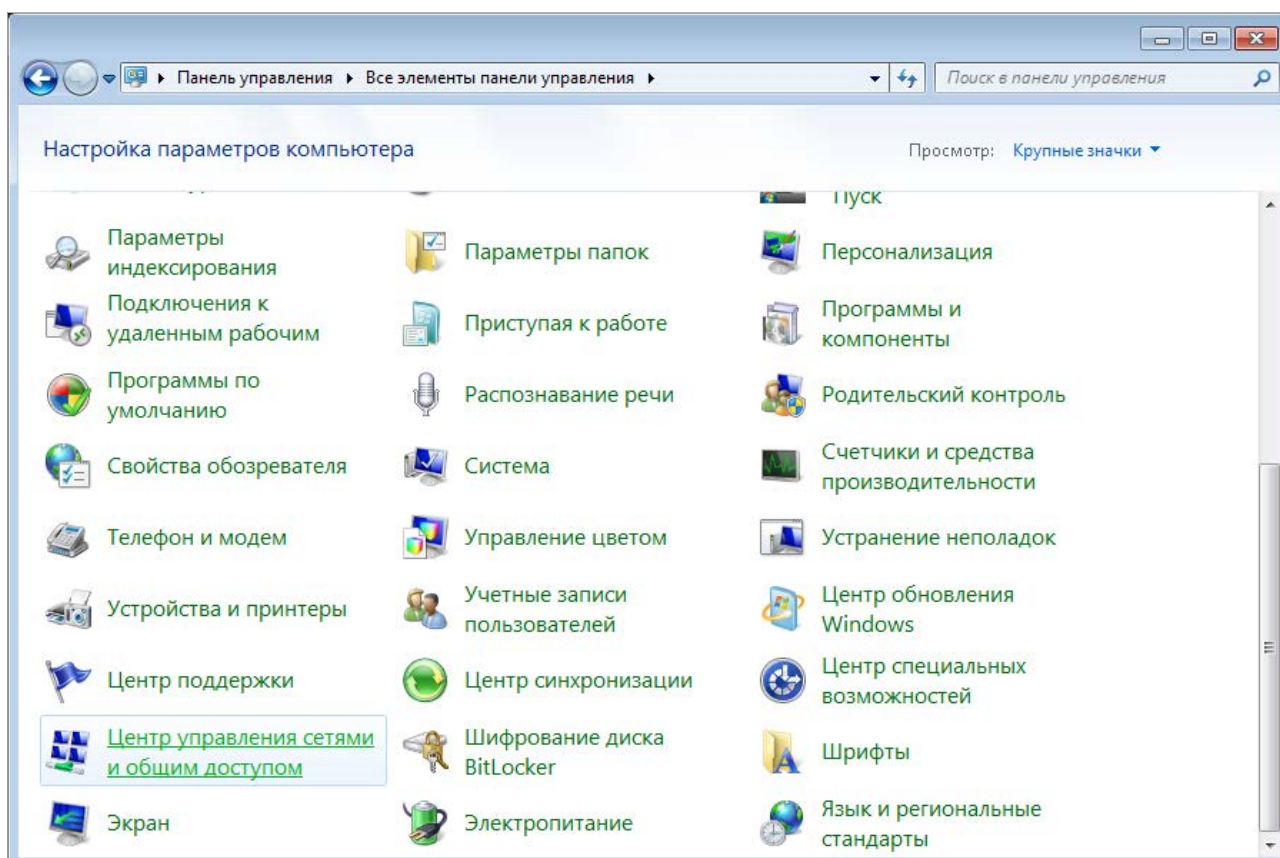 Панель управления ▸ Все элементы панели управления ▸
Поиск в панели управления
Настройка параметров компьютера
Просмотр: Крупные значки
Пуск
Параметры
индексирования
Параметры папок
Персонализация
Подключения к
удаленным рабочим
Приступая к работе
Программы и
компоненты
Программы по
умолчанию
Распознавание речи
Родительский контроль
Свойства обозревателя
Система
Счетчики и средства
производительности
Телефон и модем
Управление цветом
Устранение неполадок
Устройства и принтеры
Учетные записи
пользователей
Центр обновления
Windows
Центр поддержки
Центр синхронизации
Центр специальных
возможностей
Центр управления сетями
и общим доступом
Шифрование диска
BitLocker
Шрифты
Экран
Электропитание
Язык и региональные
стандарты